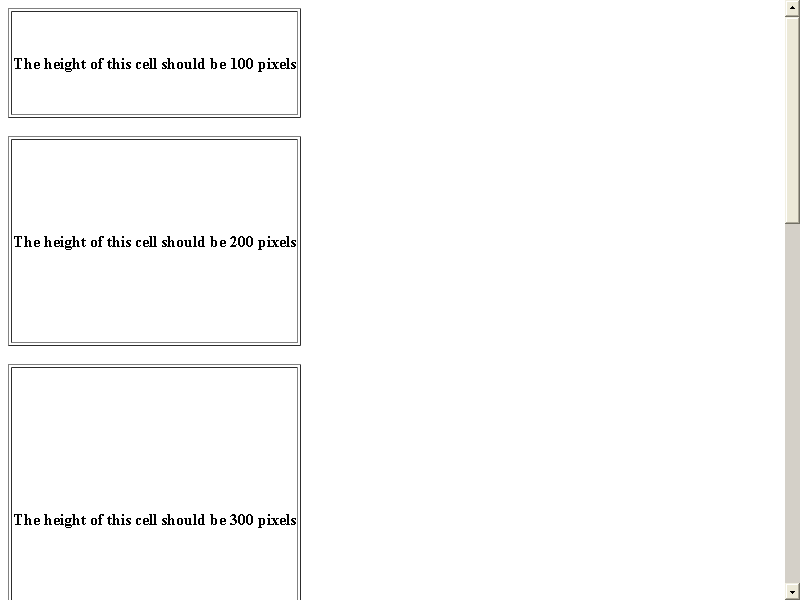 The height of this cell should be 100 pixels
The height of this cell should be 200 pixels
The height of this cell should be 300 pixels